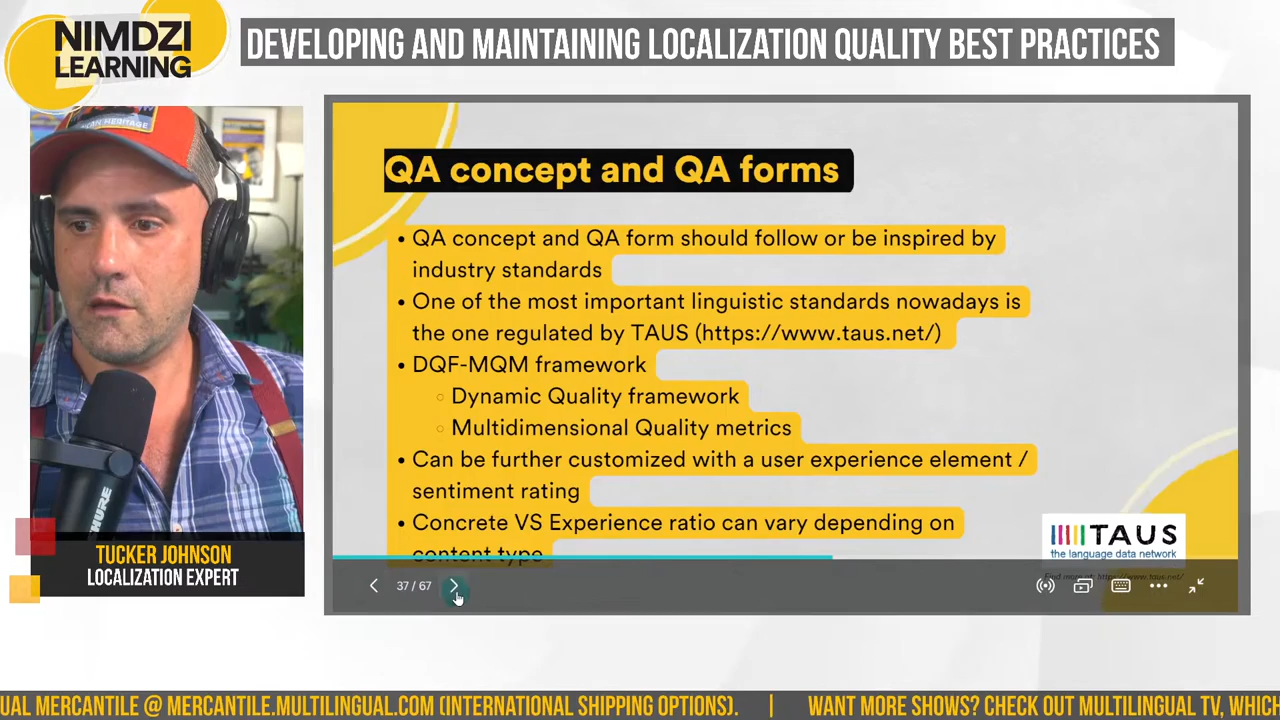 NIMDZI
LEARNING
DEVELOPING AND MAINTAINING LOCALIZATION QUALITY BEST PRACTICES
QA concept and QA forms
• QA concept and QA form should follow or be inspired by
industry standards
• One of the most important linguistic standards nowadays is
the one regulated by TAUS (https://www.taus.net/)
• DQF-MQM framework
○ Dynamic Quality framework
○ Multidimensional Quality metrics
• Can be further customized with a user experience element /
sentiment rating
• Concrete VS Experience ratio can vary depending on
content type
TAUS
the language data network
37 / 67
HERITAGE
SHURE
TUCKER JOHNSON
LOCALIZATION EXPERT
UAL MERCANTILE @ MERCANTILE.MULTILINGUAL.COM (INTERNATIONAL SHIPPING OPTIONS). | WANT MORE SHOWS? CHECK OUT MULTILINGUAL TV, WHICH